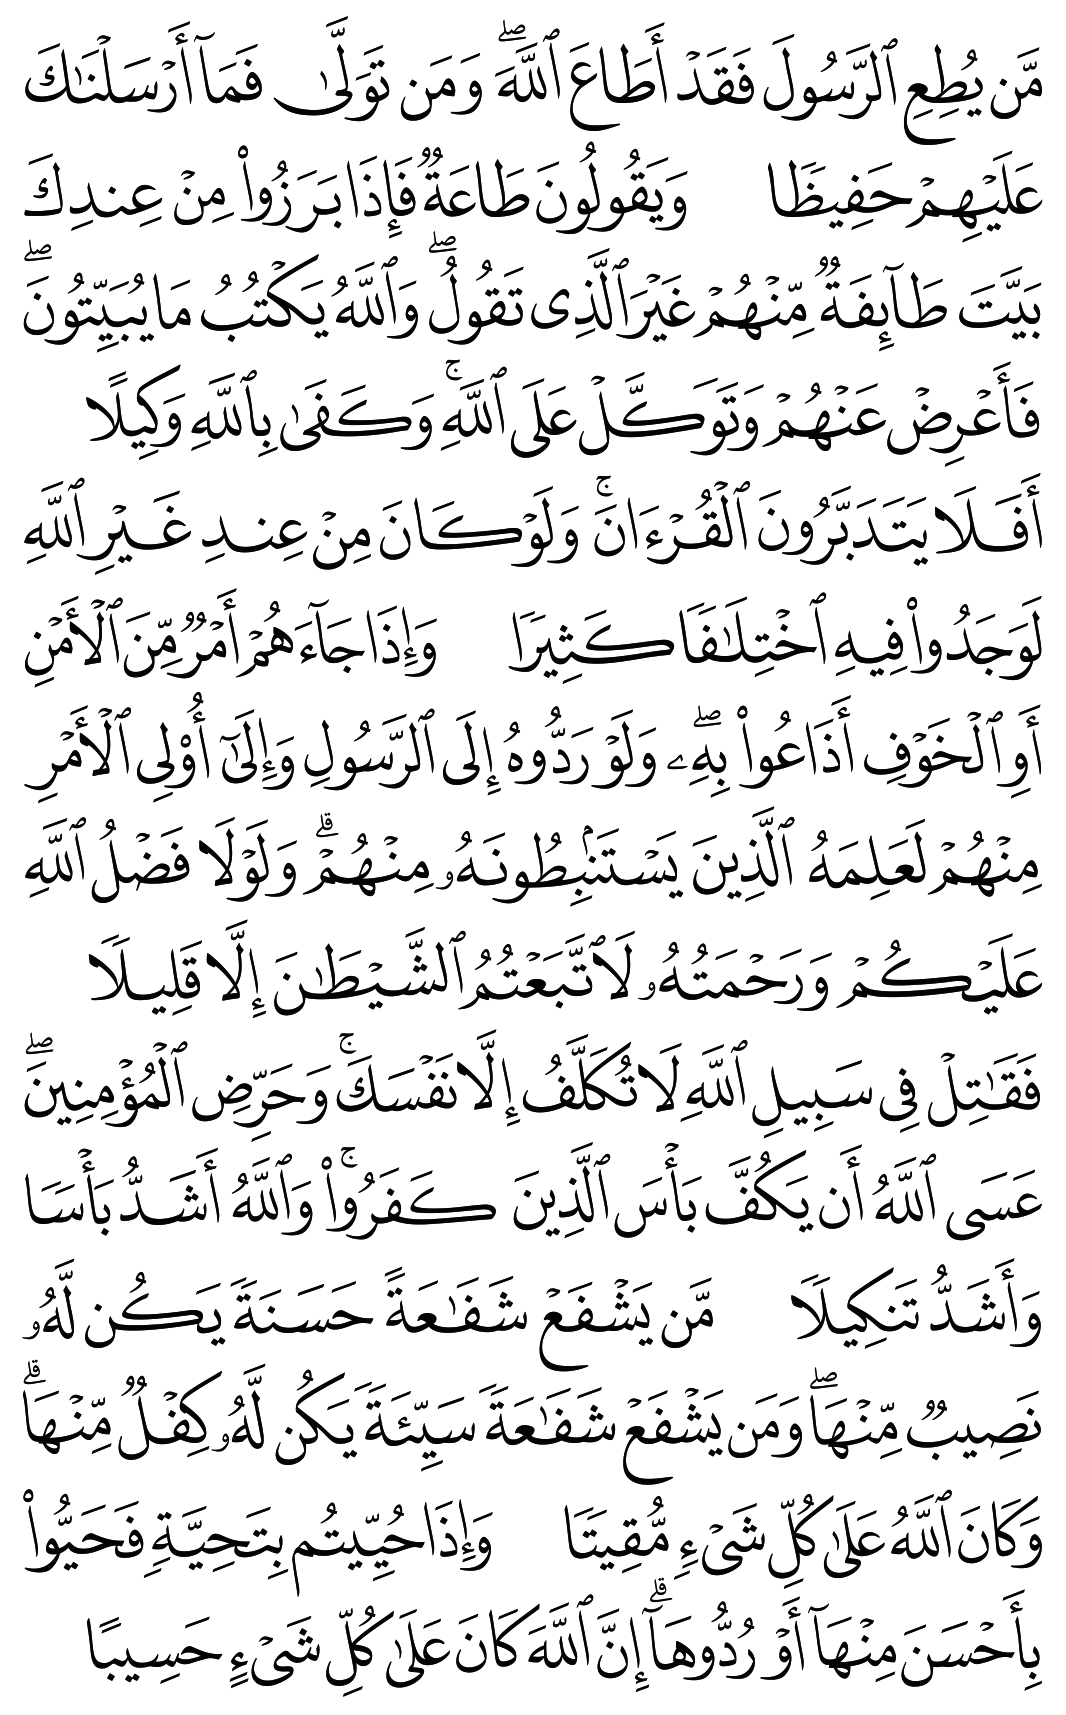 مَّن يُطِعِ ٱلرَّسُولَ فَقَدۡ أَطَاعَ ٱللَّهَۖ وَمَن تَوَلَّىٰ فَمَآ أَرۡسَلۡنَٰكَ
عَلَيۡهِمۡ حَفِيظٗا وَيَقُولُونَ طَاعَةٞ فَإِذَا بَرَزُواْ مِنۡ عِندِكَ
بَيَّتَ طَآئِفَةٞ مِّنۡهُمۡ غَيۡرَ ٱلَّذِي تَقُولُۖ وَٱللَّهُ يَكۡتُبُ مَا يُبَيِّتُونَۖ
فَأَعۡرِضۡ عَنۡهُمۡ وَتَوَكَّلۡ عَلَى ٱللَّهِۚ وَكَفَىٰ بِٱللَّهِ وَكِيلًا
أَفَلَا يَتَدَبَّرُونَ ٱلۡقُرۡءَانَۚ وَلَوۡ كَانَ مِنۡ عِندِ غَيۡرِ ٱللَّهِ
لَوَجَدُواْ فِيهِ ٱخۡتِلَٰفٗا كَثِيرٗا وَإِذَا جَآءَهُمۡ أَمۡرٞ مِّنَ ٱلۡأَمۡنِ
أَوِ ٱلۡخَوۡفِ أَذَاعُواْ بِهِۦۖ وَلَوۡ رَدُّوهُ إِلَى ٱلرَّسُولِ وَإِلَىٰٓ أُوْلِي ٱلۡأَمۡرِ
مِنۡهُمۡ لَعَلِمَهُ ٱلَّذِينَ يَسۡتَنۢبِطُونَهُۥ مِنۡهُمۡۗ وَلَوۡلَا فَضۡلُ ٱللَّهِ
عَلَيۡكُمۡ وَرَحۡمَتُهُۥ لَٱتَّبَعۡتُمُ ٱلشَّيۡطَٰنَ إِلَّا قَلِيلٗا
فَقَٰتِلۡ فِي سَبِيلِ ٱللَّهِ لَا تُكَلَّفُ إِلَّا نَفۡسَكَۚ وَحَرِّضِ ٱلۡمُؤۡمِنِينَۖ
عَسَى ٱللَّهُ أَن يَكُفَّ بَأۡسَ ٱلَّذِينَ كَفَرُواْۚ وَٱللَّهُ أَشَدُّ بَأۡسٗا
وَأَشَدُّ تَنكِيلٗا مَّن يَشۡفَعۡ شَفَٰعَةً حَسَنَةٗ يَكُن لَّهُۥ
نَصِيبٞ مِّنۡهَاۖ وَمَن يَشۡفَعۡ شَفَٰعَةٗ سَيِّئَةٗ يَكُن لَّهُۥ كِفۡلٞ مِّنۡهَاۗ
وَكَانَ ٱللَّهُ عَلَىٰ كُلِّ شَيۡءٖ مُّقِيتٗا وَإِذَا حُيِّيتُم بِتَحِيَّةٖ فَحَيُّواْ
بِأَحۡسَنَ مِنۡهَآ أَوۡ رُدُّوهَآۗ إِنَّ ٱللَّهَ كَانَ عَلَىٰ كُلِّ شَيۡءٍ حَسِيبًا